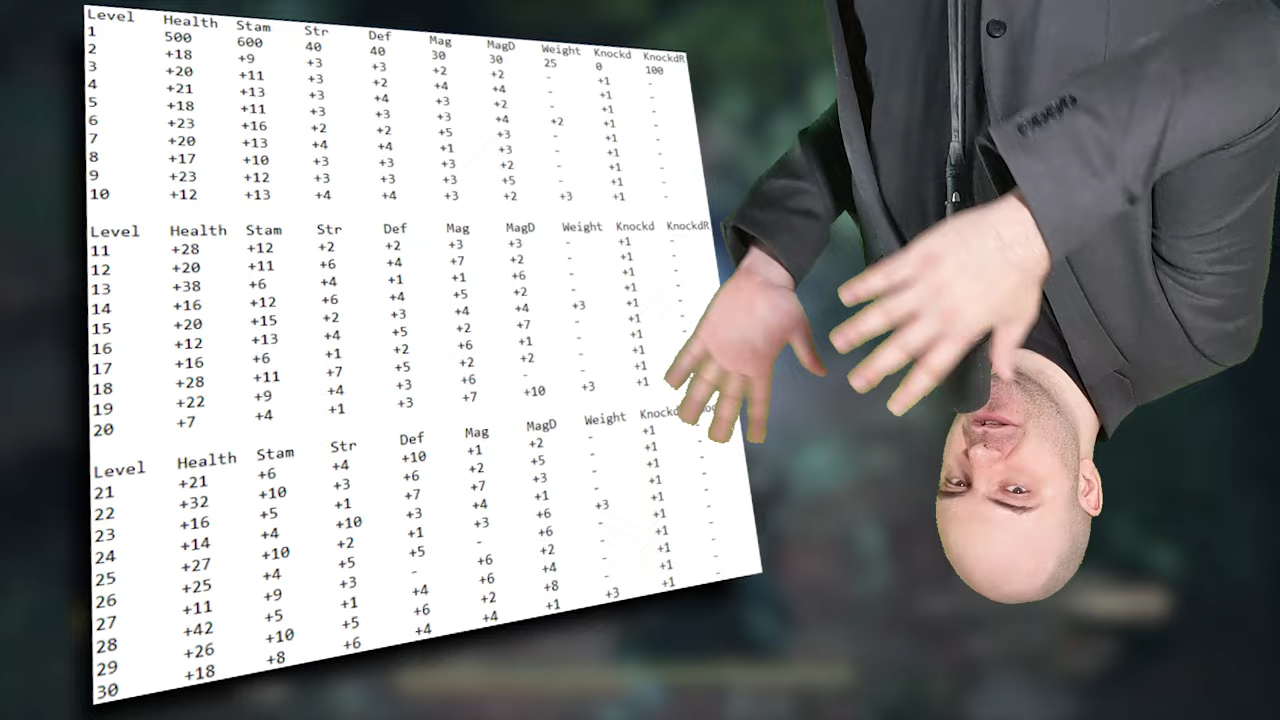 Level Health Stam Str Def Mag MagD Weight Knockd KnockdR
1 500 600 40 40 30 30 25 0 100
2 +18 +9 +3 +3 +2 +2 - +1 -
3 +20 +11 +3 +2 +4 +4 - +1 -
4 +21 +13 +3 +4 +3 +2 - +1 -
5 +18 +11 +3 +3 +3 +4 +2 +1 -
6 +23 +16 +2 +2 +5 +3 - +1 -
7 +20 +13 +4 +4 +1 +3 - +1 -
8 +17 +10 +3 +3 +3 +2 - +1 -
9 +23 +12 +3 +3 +3 +5 - +1 -
10 +12 +13 +4 +4 +3 +2 +3 +1 -
Level Health Stam Str Def Mag MagD Weight Knockd KnockdR
11 +28 +12 +2 +2 +3 +3 - +1 -
12 +20 +11 +6 +4 +7 +2 - +1 -
13 +38 +6 +4 +1 +1 +6 - +1 -
14 +16 +12 +6 +4 +5 +2 - +1 -
15 +20 +15 +2 +3 +4 +4 +3 +1 -
16 +12 +13 +4 +5 +2 +7 - +1 -
17 +16 +6 +1 +2 +6 +1 - +1
18 +28 +11 +7 +5 +2 +2 - +1
19 +22 +9 +4 +3 +6 - - +1
20 +7 +4 +1 +3 +7 +10 +3 +1
Level Health Stam Str Def Mag MagD Weight Knockd
21 +21 +6 +4 +10 +1 +2 - +1 -
22 +32 +10 +3 +6 +2 +5 - +1 -
23 +16 +5 +1 +7 +7 +3 - +1 -
24 +14 +4 +10 +3 +4 +1 - +1 -
25 +27 +10 +2 +1 +3 +6 +3 +1 -
26 +25 +4 +5 +5 - +6 - +1 -
27 +11 +9 +3 - +6 +2 - +1 -
28 +42 +5 +1 +4 +6 +4 - +1 -
29 +26 +10 +5 +6 +2 +8 - +1 -
30 +18 +8 +6 +4 +4 +1 +3 +1 -